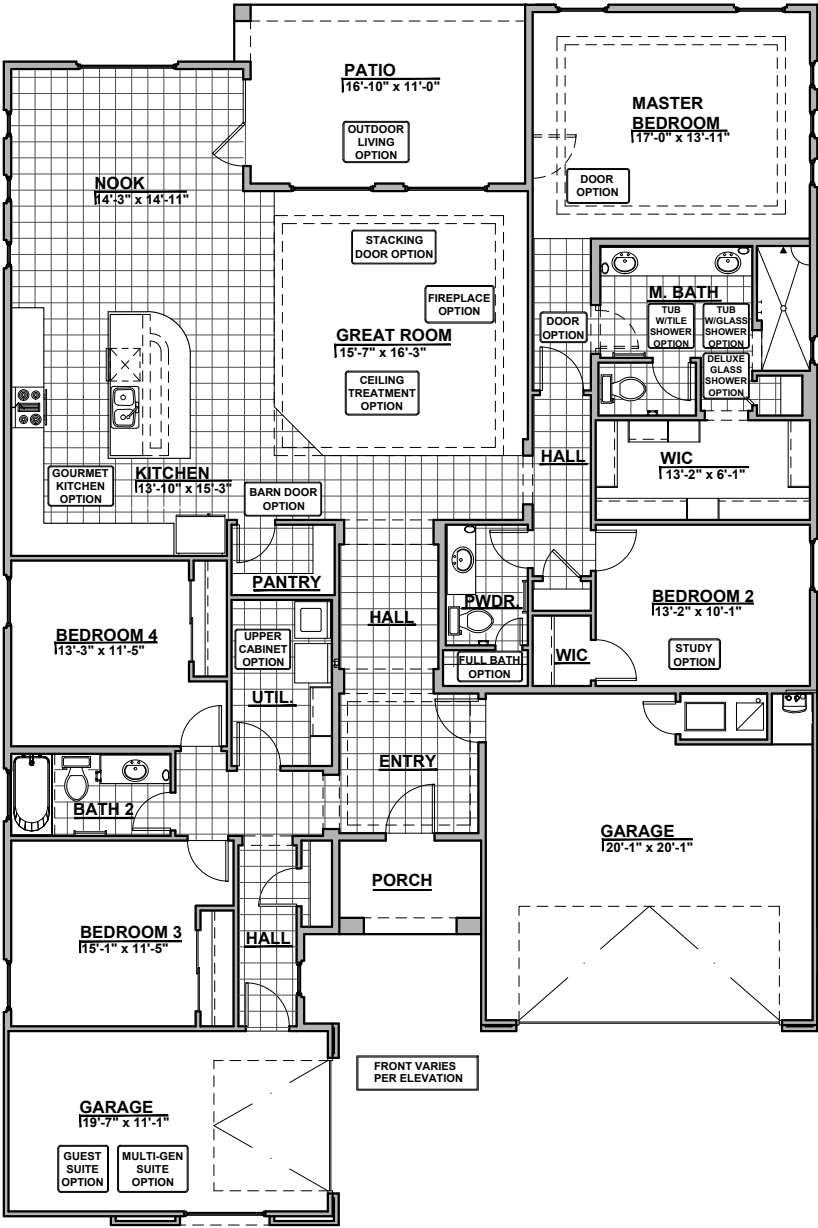 PATIO
16'-10" x 11'-0"
OUTDOOR
LIVING
OPTION
MASTER
BEDROOM
17'-0" x 13'-11"
DOOR
OPTION
NOOK
14'-3" x 14'-11"
STACKING
DOOR OPTION
FIREPLACE
OPTION
GREAT ROOM
15'-7" x 16'-3"
CEILING
TREATMENT
OPTION
DOOR
OPTION
M. BATH
TUB
W/TILE
SHOWER
OPTION
TUB
W/GLASS
SHOWER
OPTION
DELUXE
GLASS
SHOWER
OPTION
HALL
WIC
13'-2" x 6'-1"
GOURMET
KITCHEN
OPTION
KITCHEN
13'-10" x 15'-3"
BARN DOOR
OPTION
PANTRY
HALL
PWDR.
FULL BATH
OPTION
WIC
BEDROOM 2
13'-2" x 10'-1"
STUDY
OPTION
BEDROOM 4
13'-3" x 11'-5"
UPPER
CABINET
OPTION
UTIL.
ENTRY
BATH 2
GARAGE
20'-1" x 20'-1"
PORCH
BEDROOM 3
15'-1" x 11'-5"
HALL
FRONT VARIES
PER ELEVATION
GARAGE
19'-7" x 11'-1"
GUEST
SUITE
OPTION
MULTI-GEN
SUITE
OPTION